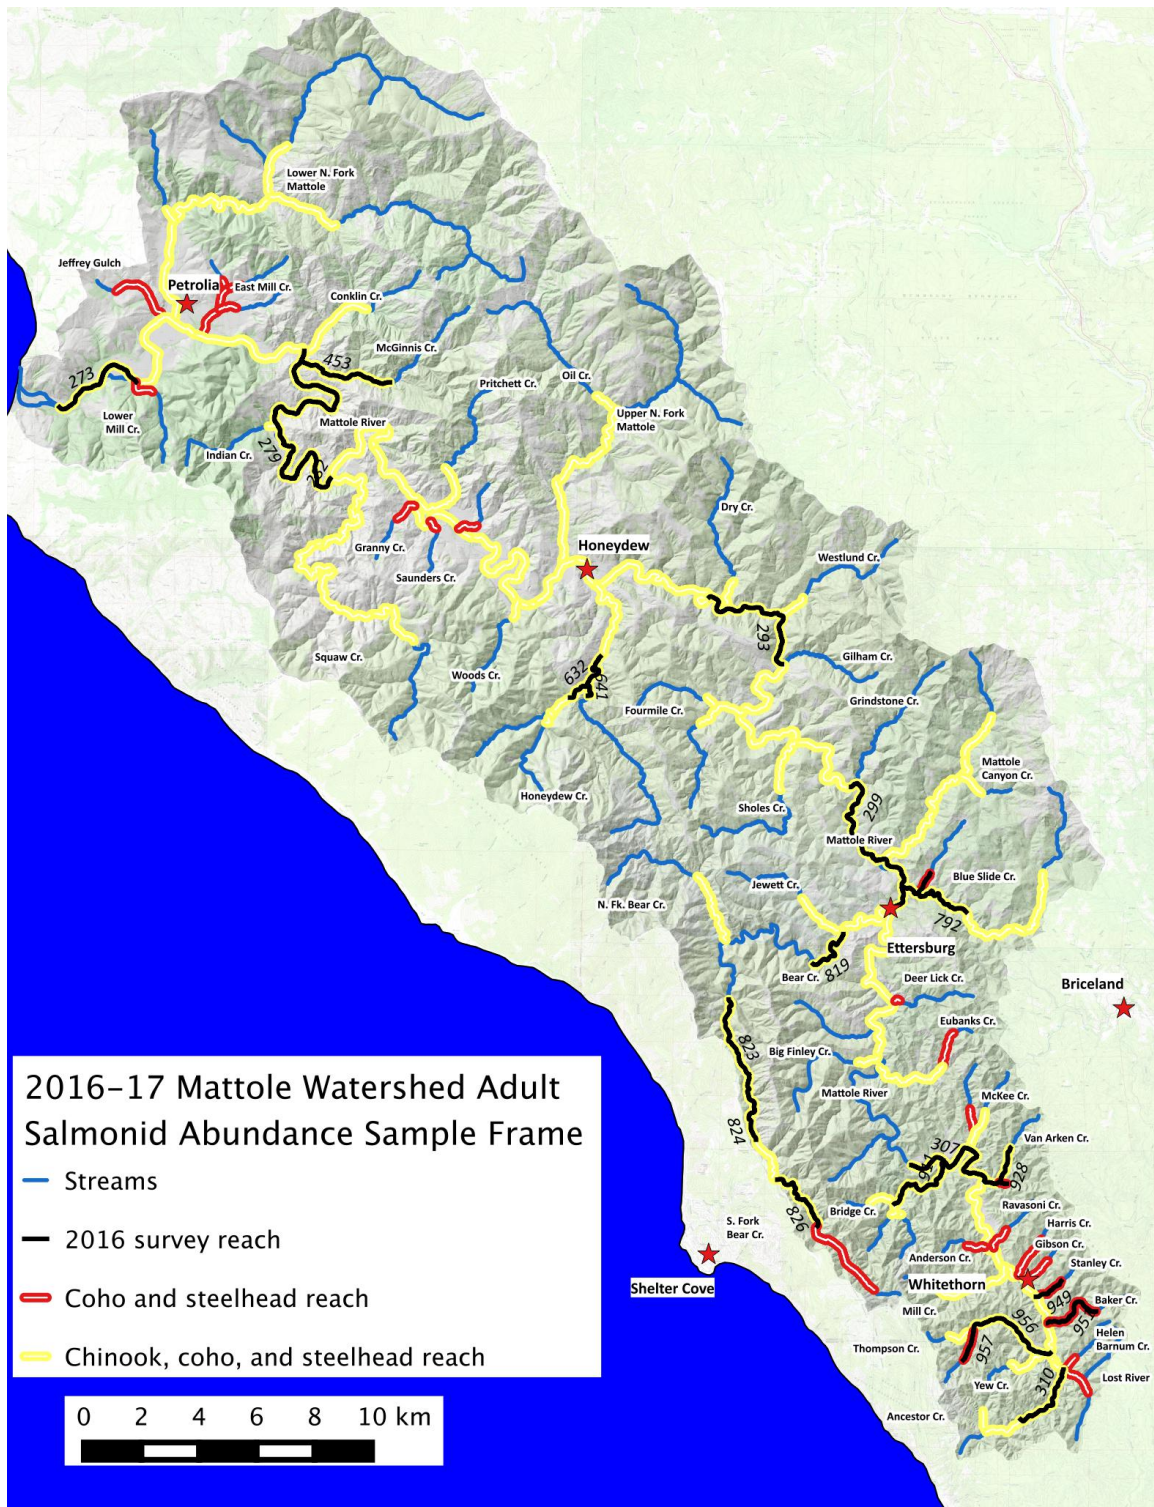 Lower N. Fork
Mattole
Jeffrey Gulch
Petrolia
East Mill Cr.
Conklin Cr.
McGinnis Cr.
453
273
Pritchett Cr.
Oil Cr.
Lower
Mill Cr.
Mattole River
Upper N. Fork
Mattole
279
Indian Cr.
Dry Cr.
Granny Cr.
Honeydew
Westlund Cr.
Saunders Cr.
293
Squaw Cr.
Woods Cr.
632
641
Gilham Cr.
Fourmile Cr.
Grindstone Cr.
Mattole
Canyon Cr.
Honeydew Cr.
Sholes Cr.
299
Mattole River
Jewett Cr.
Blue Slide Cr.
N. Fk. Bear Cr.
792
Ettersburg
Bear Cr.
819
Deer Lick Cr.
Briceland
Eubanks Cr.
823
Big Finley Cr.
Mattole River
McKee Cr.
824
307
Van Arken Cr.
928
826
Bridge Cr.
Ravasoni Cr.
S. Fork
Bear Cr.
Harris Cr.
Gibson Cr.
Anderson Cr.
Stanley Cr.
Shelter Cove
Whitethorn
949
Baker Cr.
Mill Cr.
956
Helen
Barnum Cr.
Thompson Cr.
957
Lost River
Yew Cr.
310
Ancestor Cr.
2016-17 Mattole Watershed Adult
Salmonid Abundance Sample Frame
Streams
2016 survey reach
Coho and steelhead reach
Chinook, coho, and steelhead reach
0 2 4 6 8 10 km